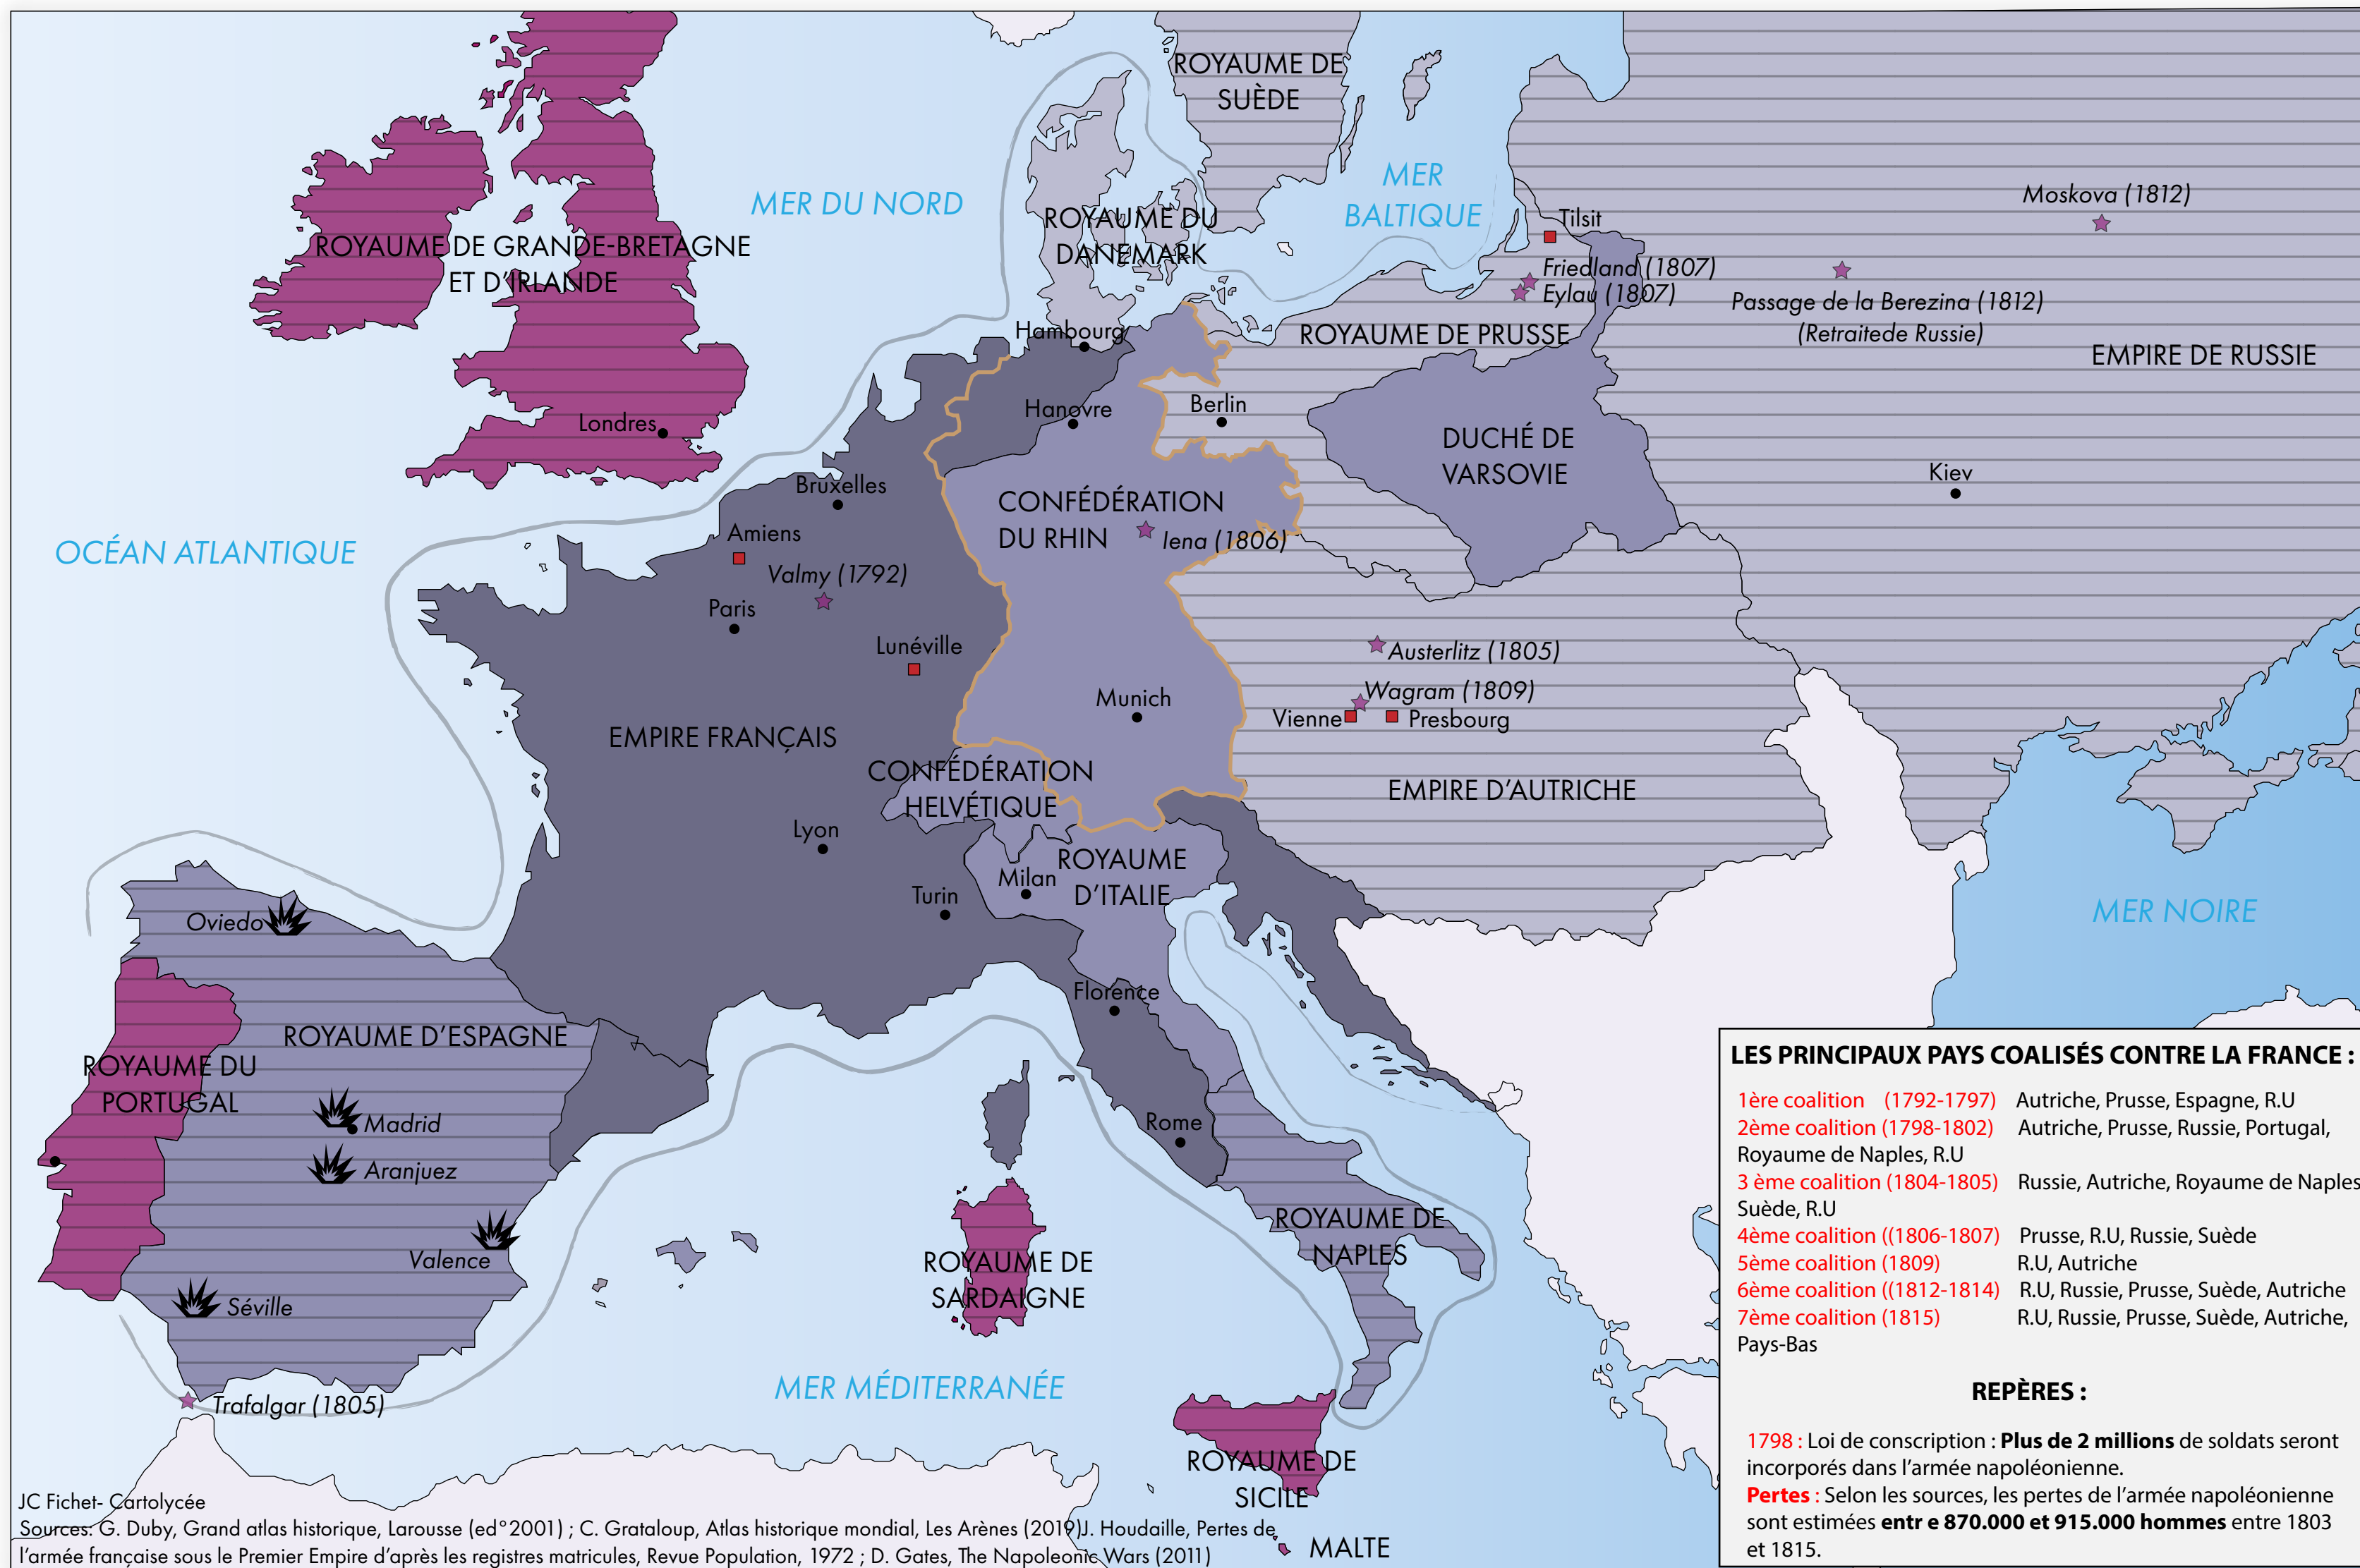 ROYAUME DE
SUÈDE
MER DU NORD
MER
BALTIQUE
Moskova (1812)
ROYAUME DU
DANEMARK
Tilsit
ROYAUME DE GRANDE-BRETAGNE
ET D'IRLANDE
Friedland (1807)
Eylau (1807)
Passage de la Berezina (1812)
(Retraitede Russie)
Hambourg
ROYAUME DE PRUSSE
EMPIRE DE RUSSIE
Londres
Hanovre
Berlin
DUCHÉ DE
VARSOVIE
Kiev
Bruxelles
CONFÉDÉRATION
DU RHIN
Iena (1806)
OCÉAN ATLANTIQUE
Amiens
Valmy (1792)
Paris
Lunéville
Austerlitz (1805)
Wagram (1809)
Munich
Vienne
Presbourg
EMPIRE FRANÇAIS
CONFÉDÉRATION
HELVÉTIQUE
EMPIRE D'AUTRICHE
Lyon
ROYAUME
D'ITALIE
Milan
Turin
MER NOIRE
Oviedo
Florence
ROYAUME D'ESPAGNE
ROYAUME DU
PORTUGAL
Madrid
Rome
Aranjuez
Valence
ROYAUME DE
NAPLES
ROYAUME DE
SARDAIGNE
Séville
MER MÉDITERRANÉE
Trafalgar (1805)
ROYAUME DE
SICILE
MALTE
LES PRINCIPAUX PAYS COALISÉS CONTRE LA FRANCE :
1ère coalition (1792-1797) Autriche, Prusse, Espagne, R.U
2ème coalition (1798-1802) Autriche, Prusse, Russie, Portugal,
Royaume de Naples, R.U
3 ème coalition (1804-1805) Russie, Autriche, Royaume de Naples
Suède, R.U
4ème coalition ((1806-1807) Prusse, R.U, Russie, Suède
5ème coalition (1809) R.U, Autriche
6ème coalition ((1812-1814) R.U, Russie, Prusse, Suède, Autriche
7ème coalition (1815) R.U, Russie, Prusse, Suède, Autriche,
Pays-Bas
REPÈRES :
1798 : Loi de conscription : Plus de 2 millions de soldats seront
incorporés dans l'armée napoléonienne.
Pertes : Selon les sources, les pertes de l'armée napoléonienne
sont estimées entr e 870.000 et 915.000 hommes entre 1803
et 1815.
JC Fichet- Cartolycée
Sources: G. Duby, Grand atlas historique, Larousse (ed°2001) ; C. Grataloup, Atlas historique mondial, Les Arènes (2019)J. Houdaille, Pertes de
l'armée française sous le Premier Empire d'après les registres matricules, Revue Population, 1972 ; D. Gates, The Napoleonic Wars (2011)